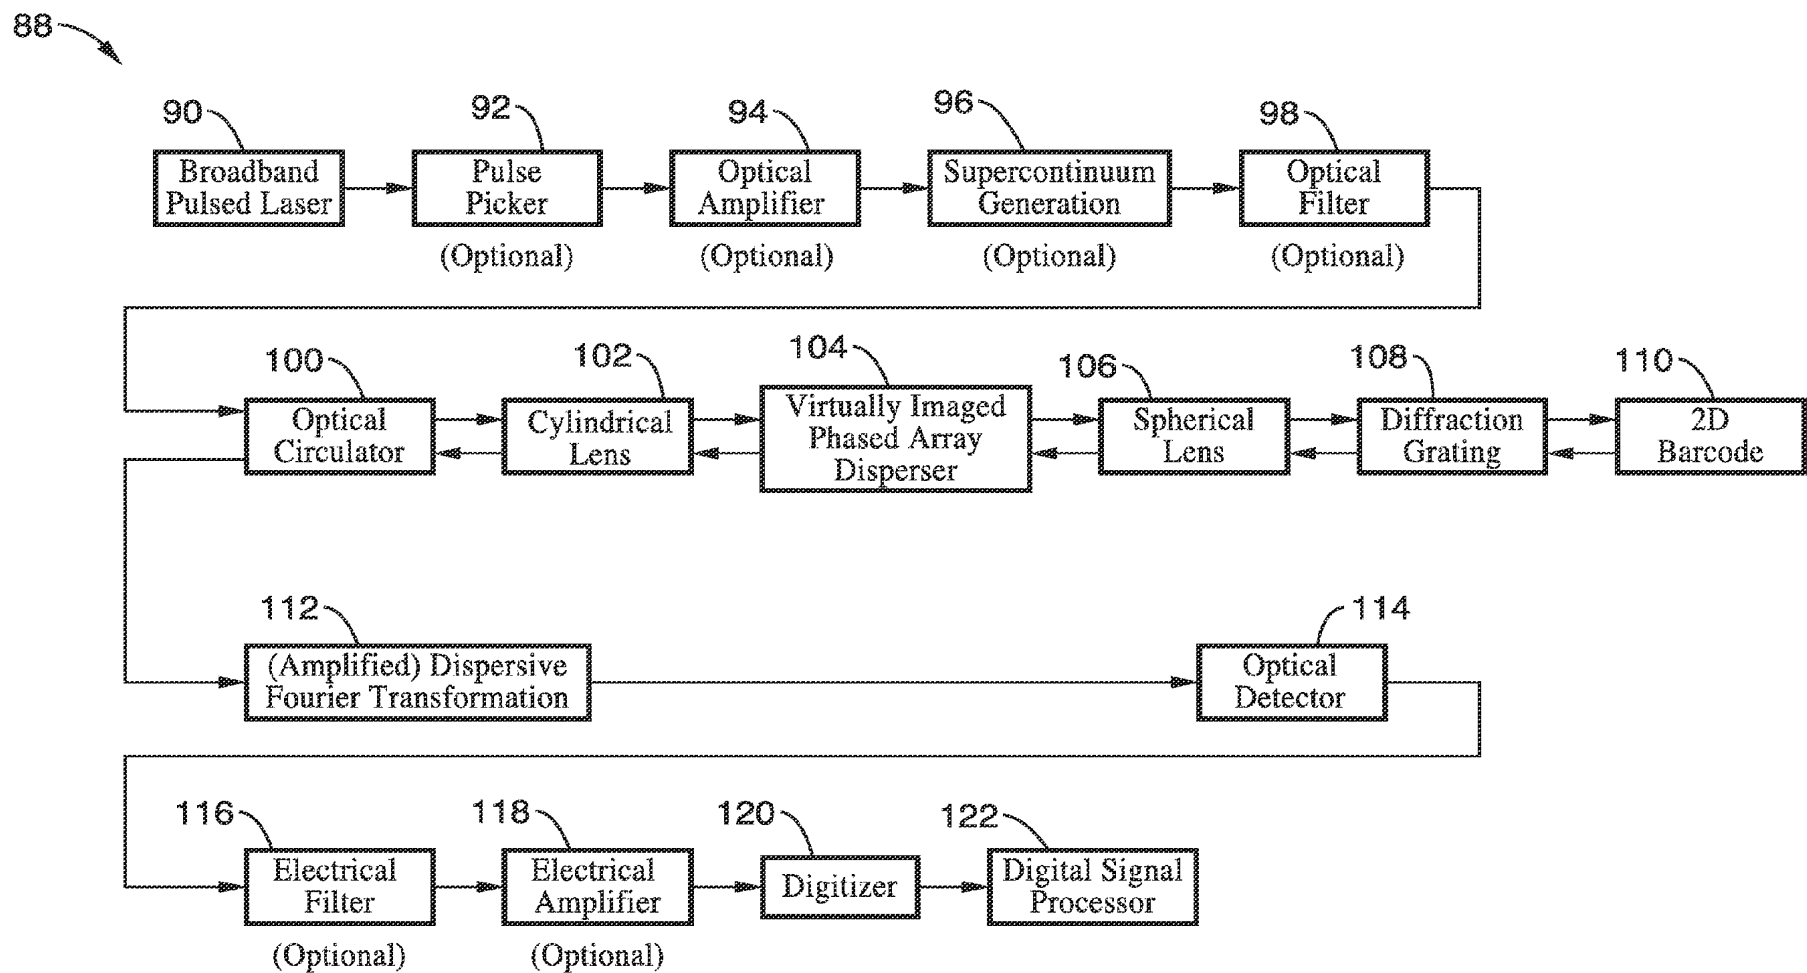 88
90
92
94
96
98
Broadband
Pulsed Laser
Pulse
Picker
Optical
Amplifier
Supercontinuum
Generation
Optical
Filter
(Optional)
(Optional)
(Optional)
(Optional)
100
102
104
106
108
110
Optical
Circulator
Cylindrical
Lens
Virtually Imaged
Phased Array
Disperser
Spherical
Lens
Diffraction
Grating
2D
Barcode
112
114
(Amplified) Dispersive
Fourier Transformation
Optical
Detector
116
118
120
122
Electrical
Filter
Electrical
Amplifier
Digitizer
Digital Signal
Processor
(Optional)
(Optional)